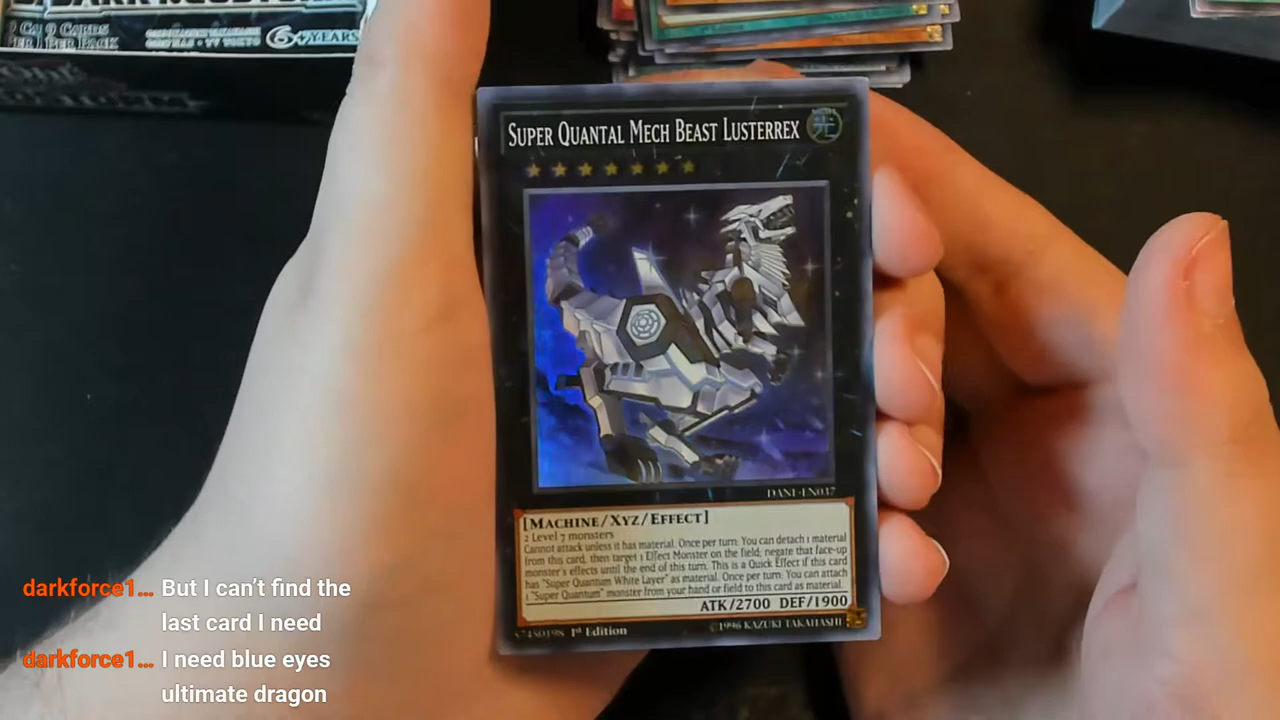 CARDS
PER PACK
6+YEARS
SUPER QUANTAL MECH BEAST LUSTERREX
光
DANE-EN037
[MACHINE/XYZ/EFFECT]
2 Level 7 monsters
Cannot attack unless it has material. Once per turn: You can detach 1 material
from this card, then target 1 Effect Monster on the field; negate that face-up
monster's effects until the end of this turn. This is a Quick Effect if this card
has "Super Quantum White Layer" as material. Once per turn: You can attach
1 "Super Quantum" monster from your hand or field to this card as material.
ATK/2700 DEF/1900
1st Edition ©1996 KAZUKI TAKAHASHI
darkforce1... But I can't find the
last card I need
darkforce1... I need blue eyes
ultimate dragon